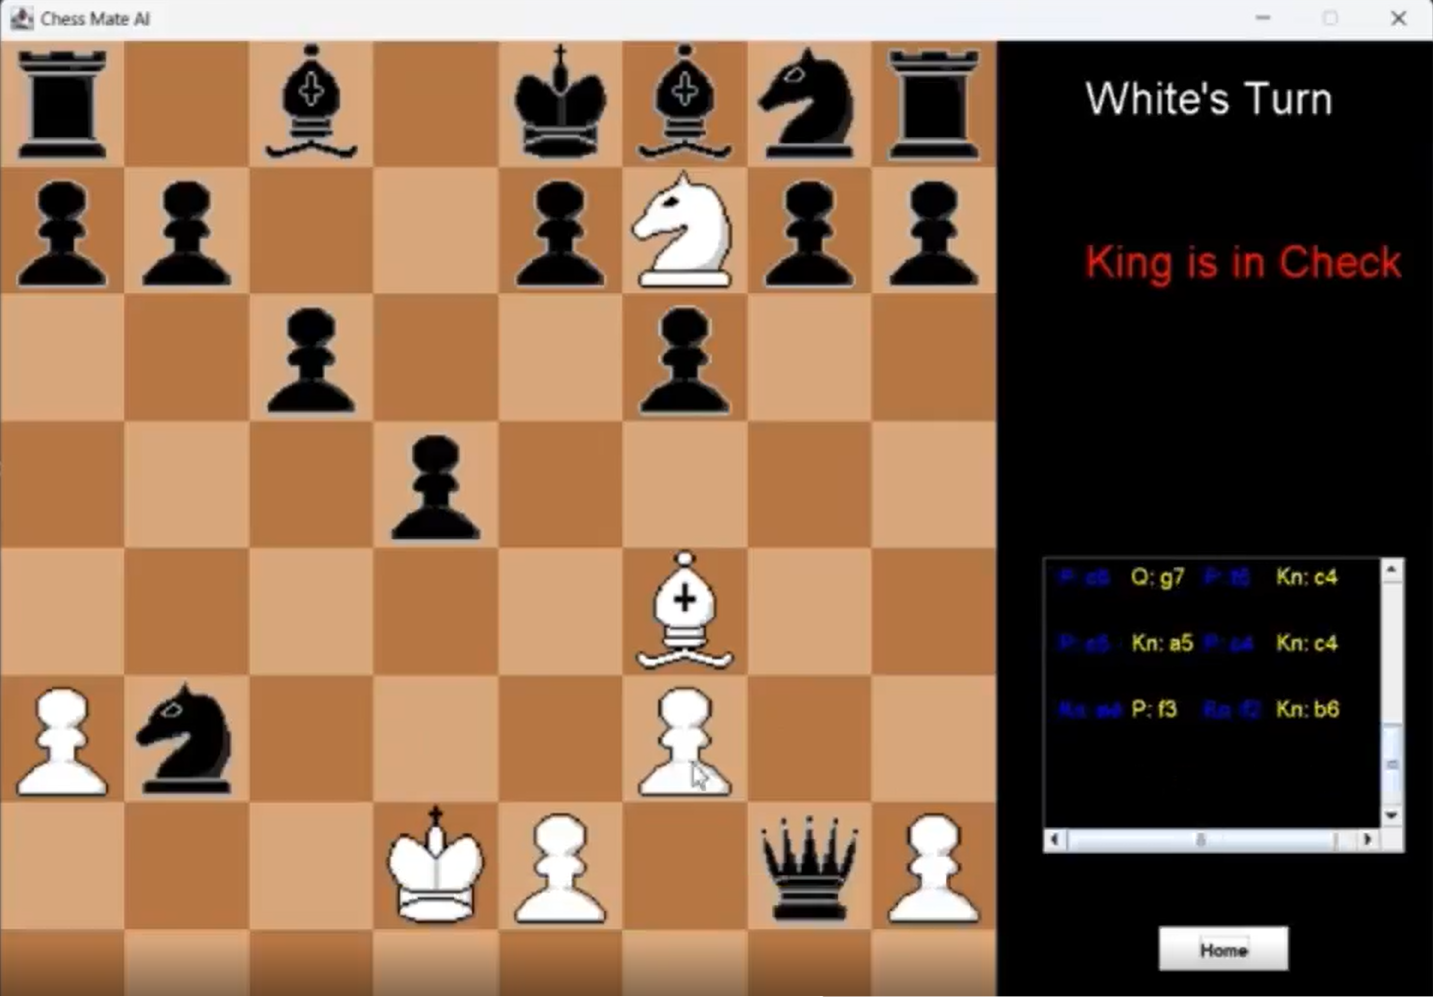 Chess Mate AI
White's Turn
King is in Check
Q: g7 Kn: c4
Kn: a5 Kn: c4
P: f3 Kn: b6
Home